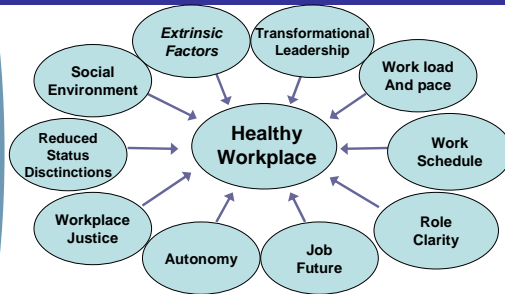 Extrinsic
Factors
Transformational
Leadership
Social
Environment
Work load
And pace
Healthy
Workplace
Reduced
Status
Disctinctions
Work
Schedule
Workplace
Justice
Role
Clarity
Autonomy
Job
Future